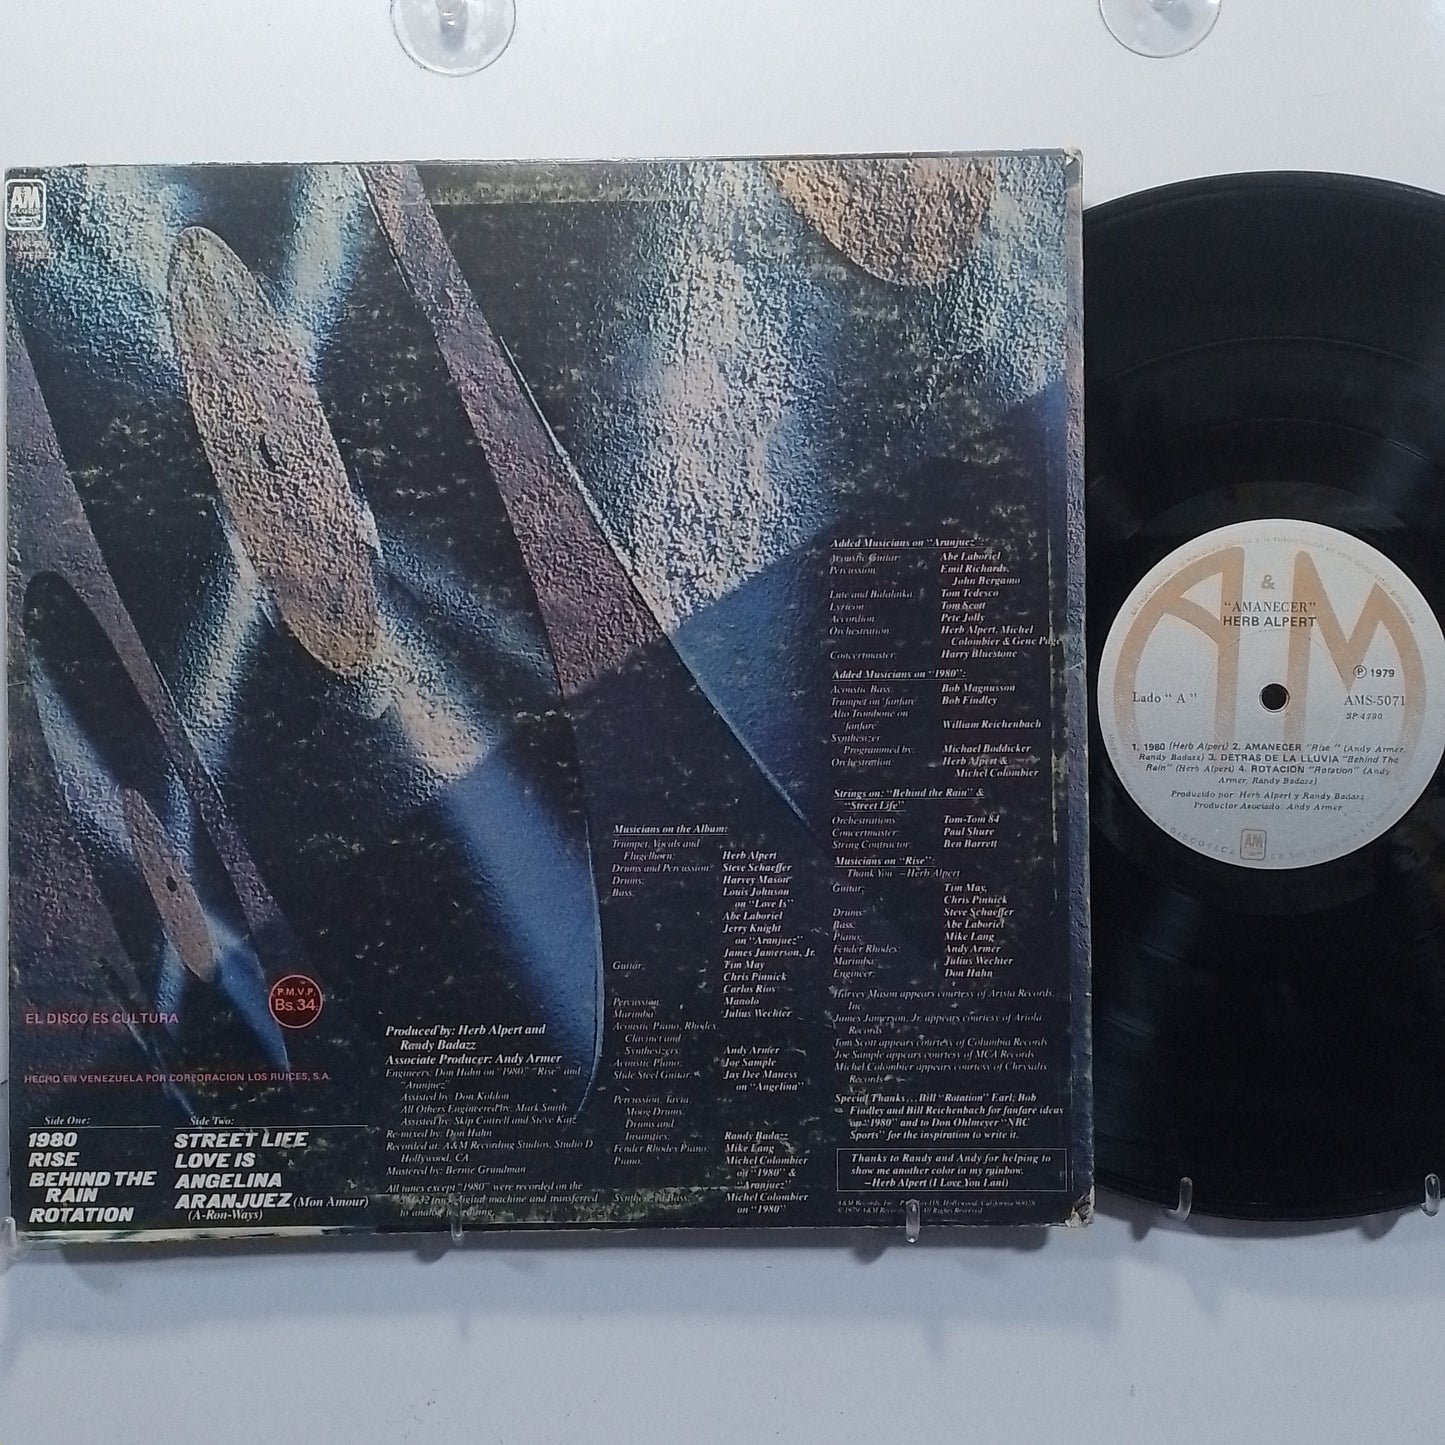 A&M
STEREO
EL DISCO ES CULTURA
P.M.V.P.
Bs.34.
HECHO EN VENEZUELA POR CORPORACION LOS RUICES, S.A.
Side One:
1980
RISE
BEHIND THE
RAIN
ROTATION
Side Two:
STREET LIFE
LOVE IS
ANGELINA
ARANJUEZ (Mon Amour)
(A-Ron-Ways)
Produced by: Herb Alpert and
Randy Badazz
Associate Producer: Andy Armer
Engineers: Don Hahn on "1980," "Rise" and
"Aranjuez"
Assisted by: Don Koldon
All Others Engineered by: Mark Smith
Assisted by: Skip Cottrell and Steve Katz
Re-mixed by: Don Hahn
Recorded at: A&M Recording Studios, Studio D
Hollywood, CA.
Mastered by: Bernie Grundman
All tunes except "1980" were recorded on the
3M 32 track digital machine and transferred
to analog for editing.
Musicians on the Album:
Trumpet, Vocals and
Flugelhorn: Herb Alpert
Drums and Percussion: Steve Schaeffer
Drums: Harvey Mason
Bass: Louis Johnson
on "Love Is"
Abe Laboriel
Jerry Knight
on "Aranjuez"
James Jamerson, Jr.
Guitar: Tim May
Chris Pinnick
Carlos Rios
Percussion: Manolo
Marimba: Julius Wechter
Acoustic Piano, Rhodes,
Clavinet and
Synthesizers: Andy Armer
Acoustic Piano: Joe Sample
Slide Steel Guitar: Jay Dee Maness
on "Angelina"
Percussion, Taxia,
Moog Drums,
Drums and
Insanities: Randy Badazz
Fender Rhodes Piano: Mike Lang
Piano: Michel Colombier
on "1980" &
"Aranjuez"
Synthesized Bass: Michel Colombier
on "1980"
Added Musicians on "Aranjuez":
Acoustic Guitar: Abe Laboriel
Percussion: Emil Richards,
John Bergamo
Lute and Balalaika: Tom Tedesco
Lyricon: Tom Scott
Accordion: Pete Jolly
Orchestration: Herb Alpert, Michel
Colombier & Gene Page
Concertmaster: Harry Bluestone
Added Musicians on "1980":
Acoustic Bass: Bob Magnusson
Trumpet on 'fanfare' Bob Findley
Alto Trombone on
'fanfare' William Reichenbach
Synthesizer
Programmed by: Michael Boddicker
Orchestration: Herb Alpert &
Michel Colombier
Strings on: "Behind the Rain" &
"Street Life"
Orchestrations: Tom-Tom 84
Concertmaster: Paul Shure
String Contractor: Ben Barrett
Musicians on "Rise":
Thank You —Herb Alpert
Guitar: Tim May,
Chris Pinnick
Drums: Steve Schaeffer
Bass: Abe Laboriel
Piano: Mike Lang
Fender Rhodes: Andy Armer
Marimba: Julius Wechter
Engineer: Don Hahn
Harvey Mason appears courtesy of Arista Records,
Inc.
James Jamerson, Jr. appears courtesy of Ariola
Records
Tom Scott appears courtesy of Columbia Records
Joe Sample appears courtesy of MCA Records
Michel Colombier appears courtesy of Chrysalis
Records
Special Thanks... Bill "Rotation" Earl; Bob
Findley and Bill Reichenbach for fanfare ideas
on "1980" and to Don Ohlmeyer "NBC
Sports" for the inspiration to write it.
Thanks to Randy and Andy for helping to
show me another color in my rainbow.
—Herb Alpert (I Love You Lani)
© 1979 A&M Records All Rights Reserved
A&M
"AMANECER"
HERB ALPERT
℗ 1979
Lado "A"
AMS-5071
SP 4790
1. 1980 (Herb Alpert) 2. AMANECER "Rise" (Andy Armer,
Randy Badazz) 3. DETRAS DE LA LLUVIA "Behind The
Rain" (Herb Alpert) 4. ROTACION "Rotation" (Andy
Armer, Randy Badazz)
Producido por: Herb Alpert y Randy Badazz
Productor Asociado: Andy Armer
A&M